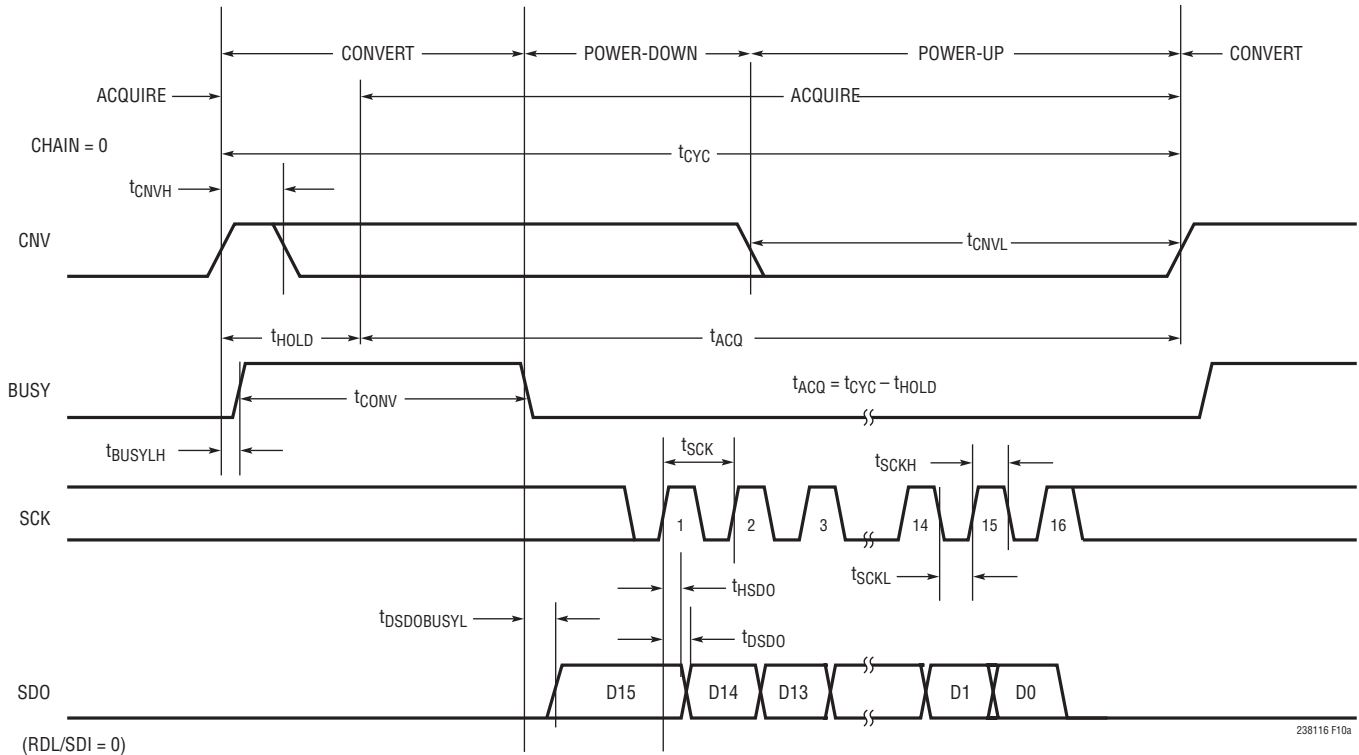 CONVERT POWER-DOWN POWER-UP CONVERT
ACQUIRE ACQUIRE
CHAIN = 0
tCYC
tCNVH
CNV
tCNVL
tHOLD tACQ
BUSY
tACQ = tCYC – tHOLD
tCONV
tBUSYLH
tSCK
tSCKH
SCK
1 2 3 14 15 16
tSCKL
tHSDO
tDSDOBUSYL
tDSDO
SDO
D15 D14 D13 D1 D0
238116 F10a
(RDL/SDI = 0)